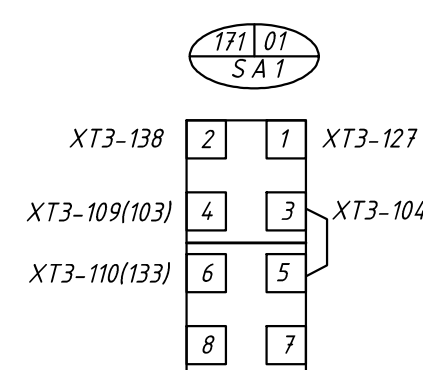 171 01
SA1
XT3-138 2 1 XT3-127
XT3-109(103) 4 3 XT3-104
XT3-110(133) 6 5
8 7